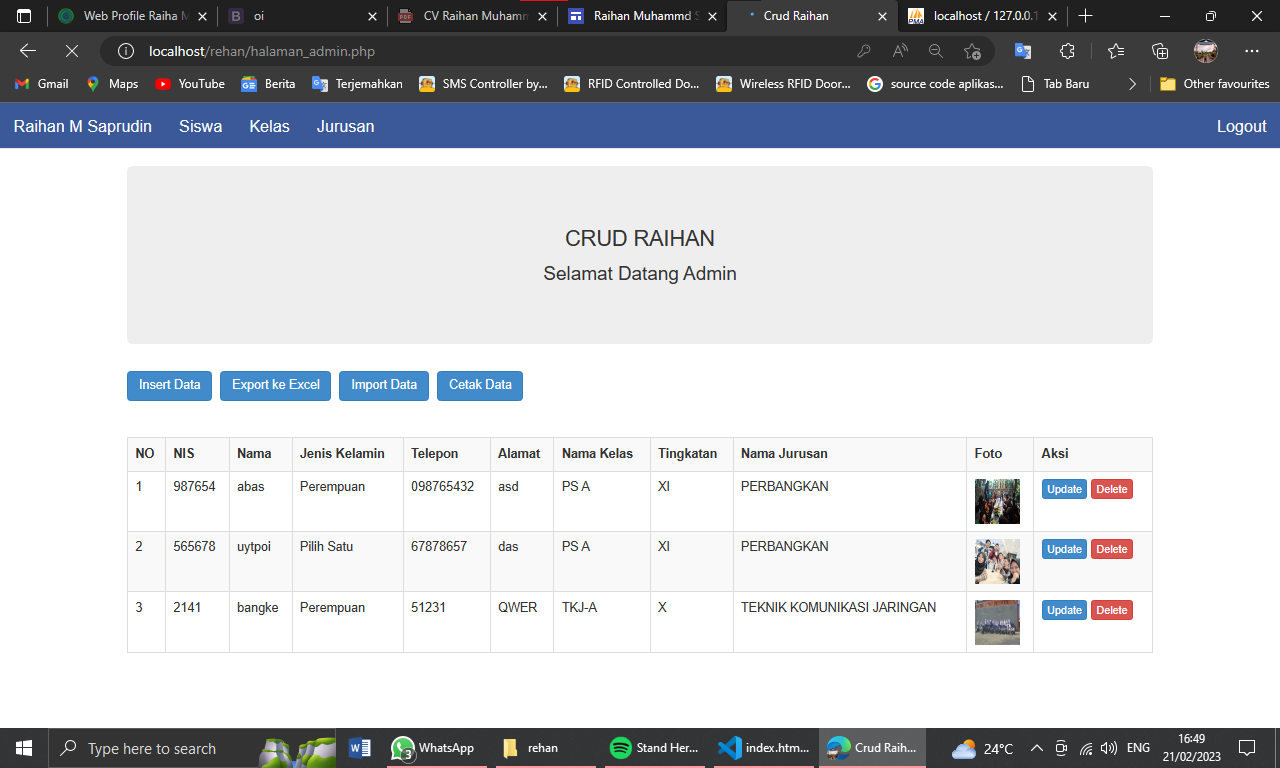 Web Profile Raiha M
oi
CV Raihan Muhamm
Raihan Muhammd S
Crud Raihan
localhost / 127.0.0.1
localhost/rehan/halaman_admin.php
Gmail Maps YouTube Berita Terjemahkan SMS Controller by... RFID Controlled Do... Wireless RFID Door... source code aplikas... Tab Baru Other favourites
Raihan M Saprudin Siswa Kelas Jurusan Logout
CRUD RAIHAN
Selamat Datang Admin
Insert Data Export ke Excel Import Data Cetak Data
NO NIS Nama Jenis Kelamin Telepon Alamat Nama Kelas Tingkatan Nama Jurusan Foto Aksi
1 987654 abas Perempuan 098765432 asd PS A XI PERBANGKAN Update Delete
2 565678 uytpoi Pilih Satu 67878657 das PS A XI PERBANGKAN Update Delete
3 2141 bangke Perempuan 51231 QWER TKJ-A X TEKNIK KOMUNIKASI JARINGAN Update Delete
Type here to search WhatsApp rehan Stand Her... index.htm... Crud Raih... 24°C ENG
16:49
21/02/2023